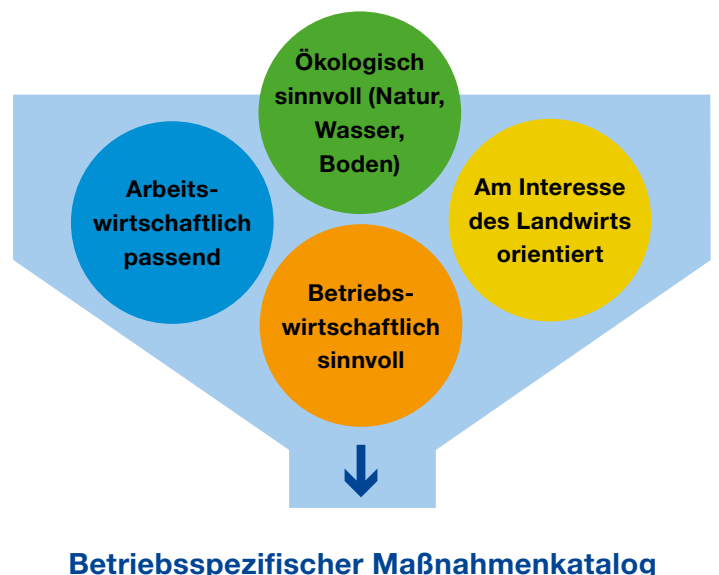 Ökologisch
sinnvoll (Natur,
Wasser,
Boden)
Arbeits-
wirtschaftlich
passend
Am Interesse
des Landwirts
orientiert
Betriebs-
wirtschaftlich
sinnvoll
Betriebsspezifischer Maßnahmenkatalog